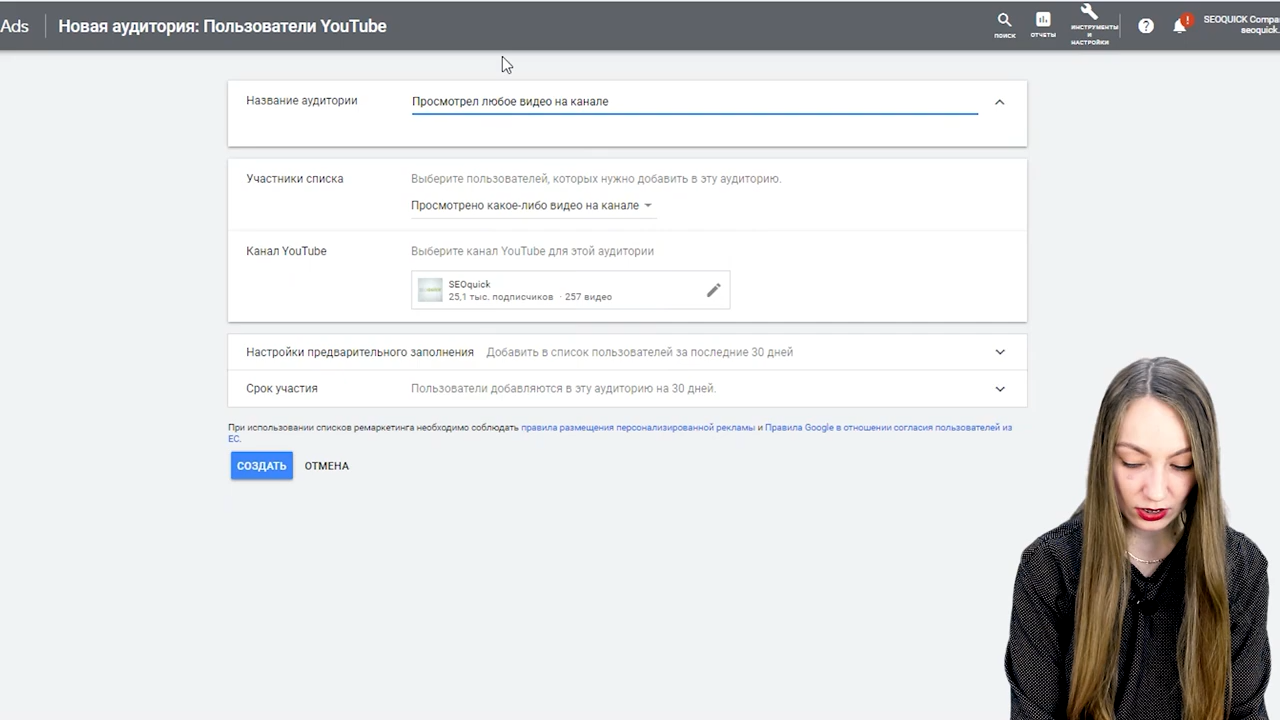 Ads
Новая аудитория: Пользователи YouTube
ПОИСК
ОТЧЕТЫ
ИНСТРУМЕНТЫ
И
НАСТРОЙКИ
SEOQUICK Compa
seoquick.
Название аудитории
Просмотрел любое видео на канале
Участники списка
Выберите пользователей, которых нужно добавить в эту аудиторию.
Просмотрено какое-либо видео на канале
Канал YouTube
Выберите канал YouTube для этой аудитории
SEOquick
25,1 тыс. подписчиков · 257 видео
Настройки предварительного заполнения Добавить в список пользователей за последние 30 дней
Срок участия
Пользователи добавляются в эту аудиторию на 30 дней.
При использовании списков ремаркетинга необходимо соблюдать правила размещения персонализированной рекламы и Правила Google в отношении согласия пользователей из
ЕС.
СОЗДАТЬ
ОТМЕНА